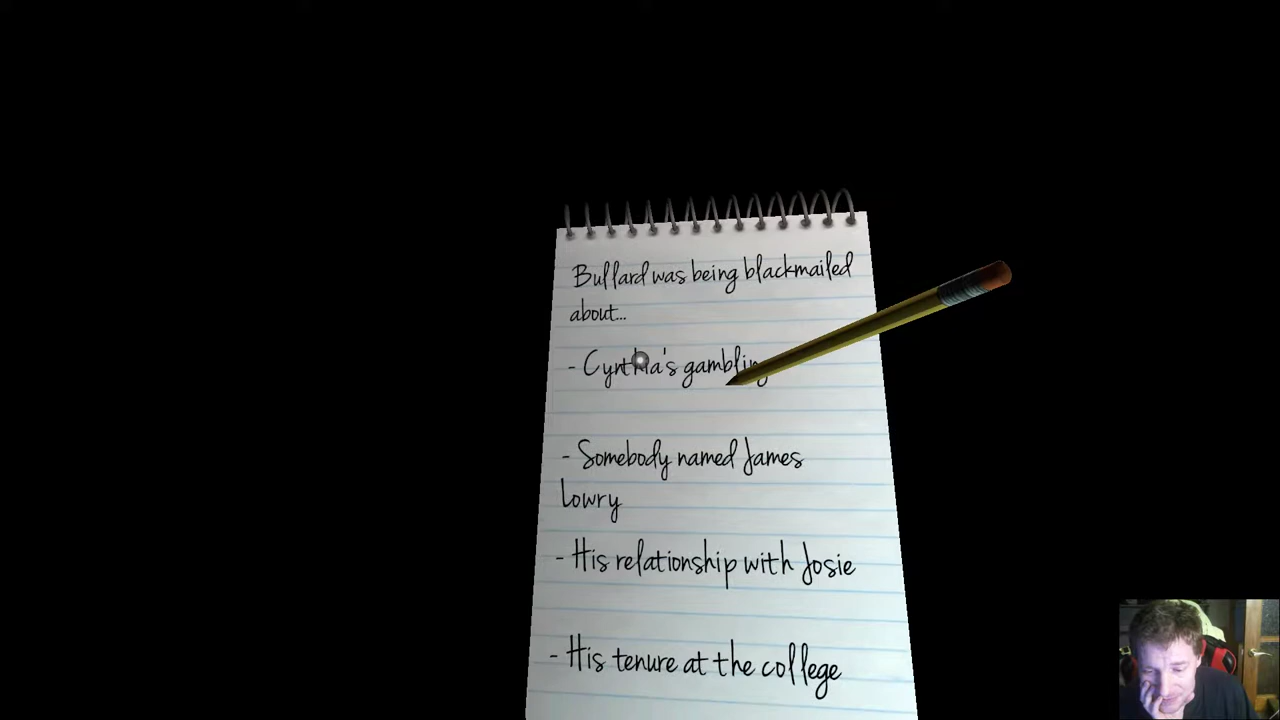 Bullard was being blackmailed
about...
- Cynthia's gambling
- Somebody named James
Lowry
- His relationship with Josie
- His tenure at the college